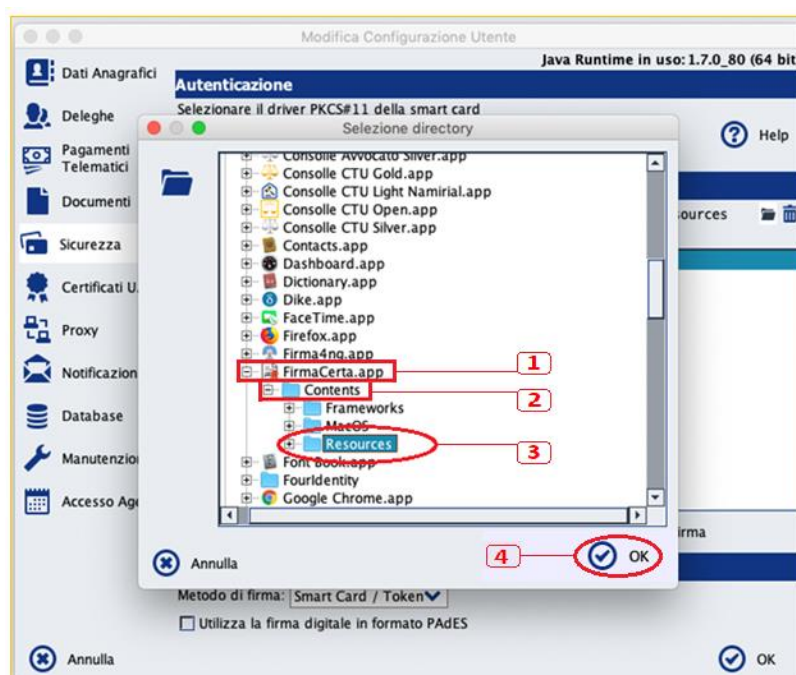 Modifica Configurazione Utente
Java Runtime in uso: 1.7.0_80 (64 bit
Dati Anagrafici
Deleghe
Pagamenti
Telematici
Documenti
Sicurezza
Certificati U.
Proxy
Notificazion
Database
Manutenzio
Accesso Age
Autenticazione
Selezionare il driver PKCS#11 della smart card
Help
ources
Selezione directory
Consolle Avvocato Silver.app
Consolle CTU Gold.app
Consolle CTU Light Namirial.app
Consolle CTU Open.app
Consolle CTU Silver.app
Contacts.app
Dashboard.app
Dictionary.app
Dike.app
FaceTime.app
Firefox.app
Firma4ng.app
FirmaCerta.app
1
Contents
2
Frameworks
MacOS
Resources
3
Font Book.app
FourIdentity
Google Chrome.app
Annulla
4
OK
irma
Metodo di firma: Smart Card / Token
Utilizza la firma digitale in formato PAdES
Annulla
OK